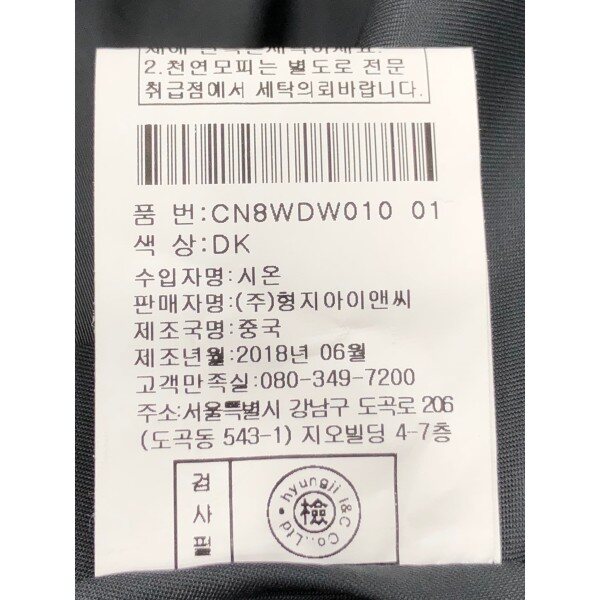 2.천연모피는 별도로 전문
취급점에서 세탁의뢰바랍니다.
품 번:CN8WDW010 01
색 상:DK
수입자명:시온
판매자명:(주)형지아이앤씨
제조국명:중국
제조년월:2018년 06월
고객만족실:080-349-7200
주소:서울특별시 강남구 도곡로 206
(도곡동 543-1) 지오빌딩 4-7층
검사필
hyungji I&C Co.,Ltd
檢